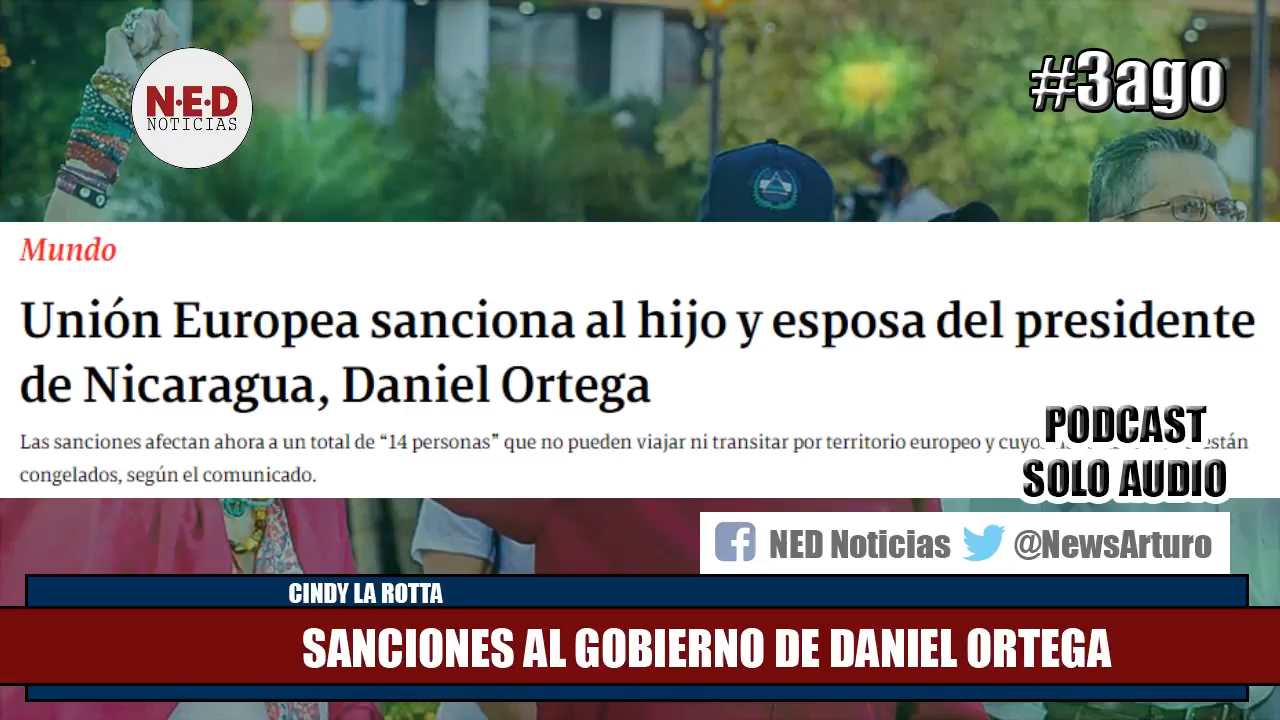 N·E·D
NOTICIAS
#3ago
Mundo
Unión Europea sanciona al hijo y esposa del presidente
de Nicaragua, Daniel Ortega
Las sanciones afectan ahora a un total de “14 personas” que no pueden viajar ni transitar por territorio europeo y están
congelados, según el comunicado.
PODCAST
SOLO AUDIO
NED Noticias @NewsArturo
CINDY LA ROTTA
SANCIONES AL GOBIERNO DE DANIEL ORTEGA